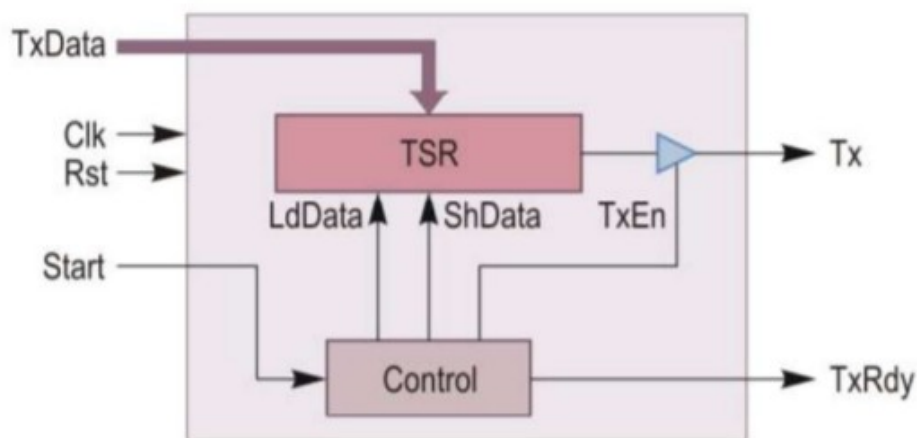 TxData
Clk
Rst
TSR
Tx
LdData
ShData
TxEn
Start
Control
TxRdy